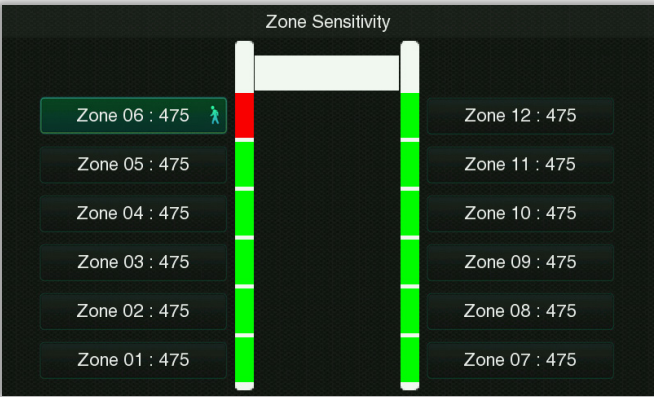 Zone Sensitivity
Zone 06 : 475
Zone 12 : 475
Zone 05 : 475
Zone 11 : 475
Zone 04 : 475
Zone 10 : 475
Zone 03 : 475
Zone 09 : 475
Zone 02 : 475
Zone 08 : 475
Zone 01 : 475
Zone 07 : 475